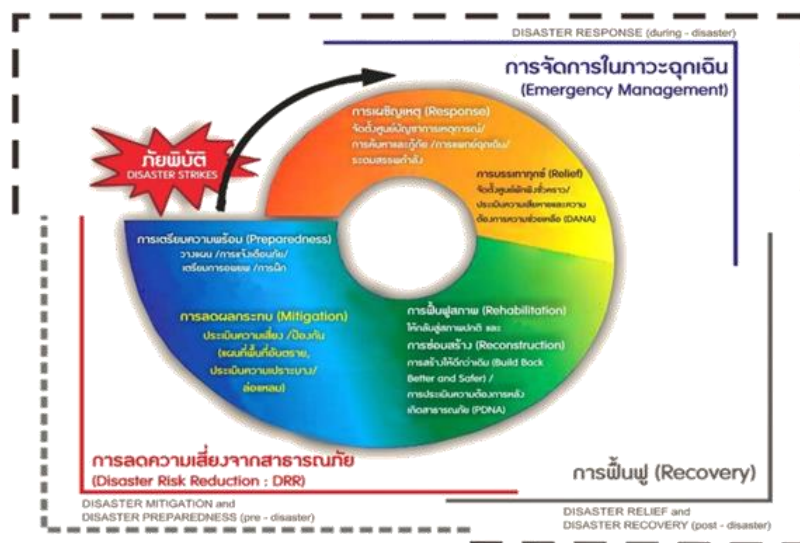 DISASTER RESPONSE (during - disaster)
การจัดการในภาวะฉุกเฉิน
(Emergency Management)
ภัยพิบัติ
DISASTER STRIKES
การเผชิญเหตุ (Response)
จัดตั้งศูนย์บัญชาการเหตุการณ์/
การค้นหาและกู้ภัย /การแพทย์ฉุกเฉิน/
ระดมสรรพกำลัง
การบรรเทาทุกข์ (Relief)
จัดตั้งศูนย์พักพิงชั่วคราว/
ประเมินความเสียหายและความ
ต้องการความช่วยเหลือ (DANA)
การเตรียมความพร้อม (Preparedness)
วางแผน /การแจ้งเตือนภัย/
เตรียมการอพยพ /การฝึก
การลดผลกระทบ (Mitigation)
ประเมินความเสี่ยง /ป้องกัน
(แผนที่พื้นที่อันตราย,
ประเมินความเปราะบาง/
ล่อแหลม)
การฟื้นฟูสภาพ (Rehabilitation)
ให้กลับสู่สภาพปกติ และ
การซ่อมสร้าง (Reconstruction)
การสร้างให้ดีกว่าเดิม (Build Back
Better and Safer) /
การประเมินความต้องการหลัง
เกิดสาธารณภัย (PDNA)
การลดความเสี่ยงจากสาธารณภัย
(Disaster Risk Reduction : DRR)
DISASTER MITIGATION and
DISASTER PREPAREDNESS (pre - disaster)
การฟื้นฟู (Recovery)
DISASTER RELIEF and
DISASTER RECOVERY (post - disaster)